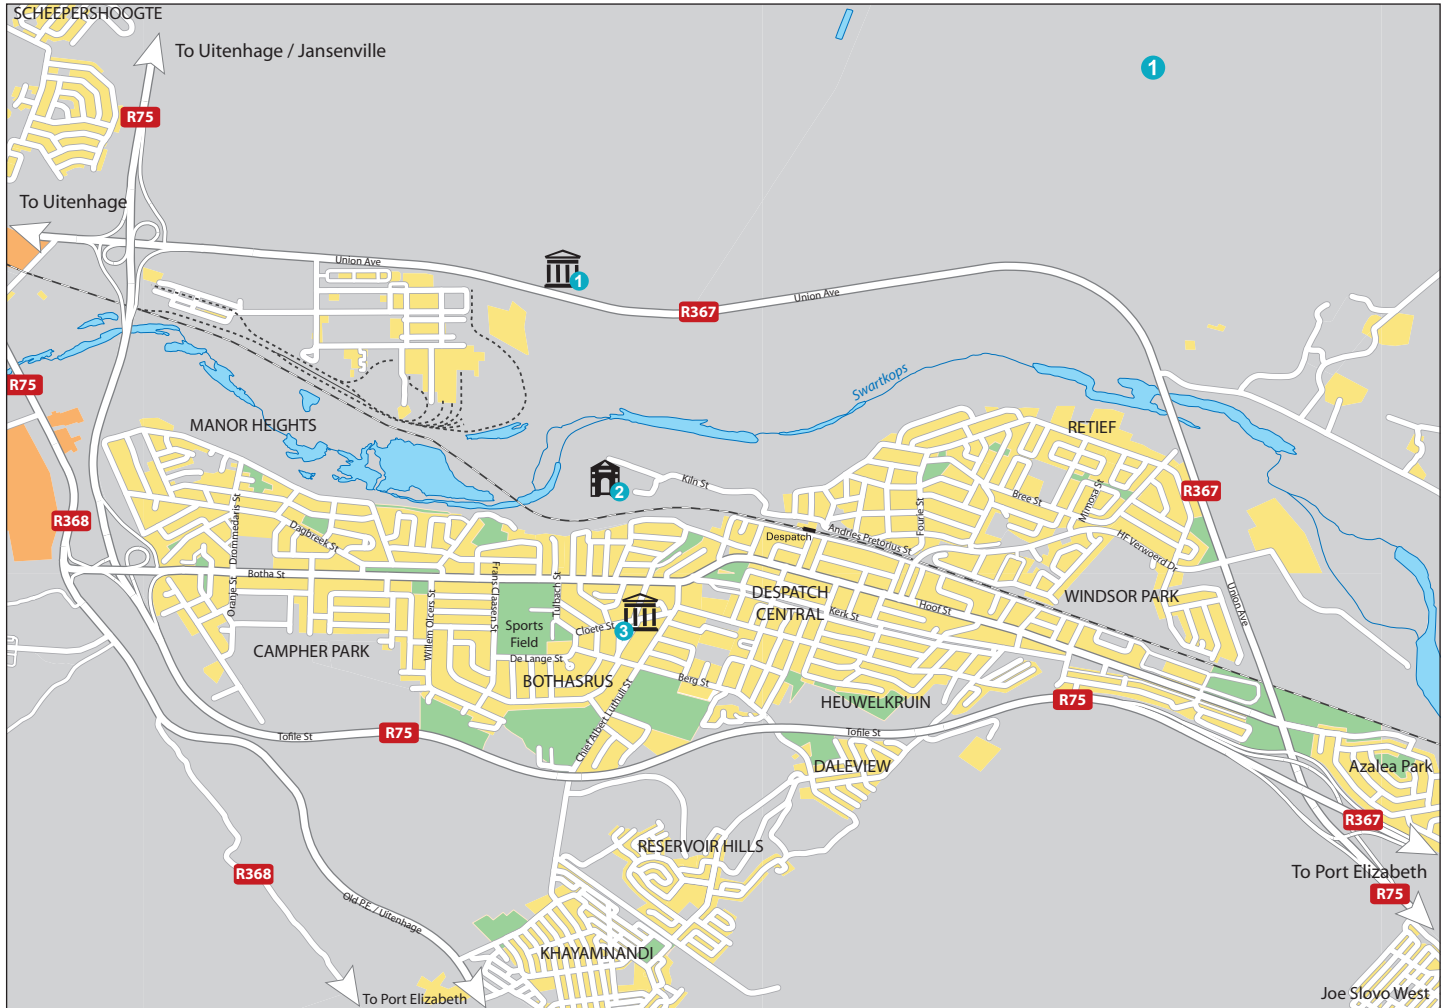 SCHEEPERSHOOGTE
To Uitenhage / Jansenville
1
R75
To Uitenhage
Union Ave
1
R367
Union Ave
R75
Swartkops
MANOR HEIGHTS
RETIEF
2
Kiln St
R367
R368
Drommedaris St
Dagbreek St
Fourie St
Bree St
Mimosa St
Despatch
Andries Pretorius St
HF Verwoerd Dr
Botha St
Oranje St
Willem Olckers St
Frans Claasen St
Tulbach St
DESPATCH
CENTRAL
Hoof St
Kerk St
WINDSOR PARK
Union Ave
Sports
Field
Cloete St
3
CAMPHER PARK
De Lange St
BOTHASRUS
Berg St
Chief Albert Luthuli St
HEUWELKRUIN
R75
Tofile St
R75
Tofile St
DALEVIEW
Azalea Park
R367
RESERVOIR HILLS
To Port Elizabeth
R368
R75
Old P.E. / Uitenhage
KHAYAMNANDI
To Port Elizabeth
Joe Slovo West